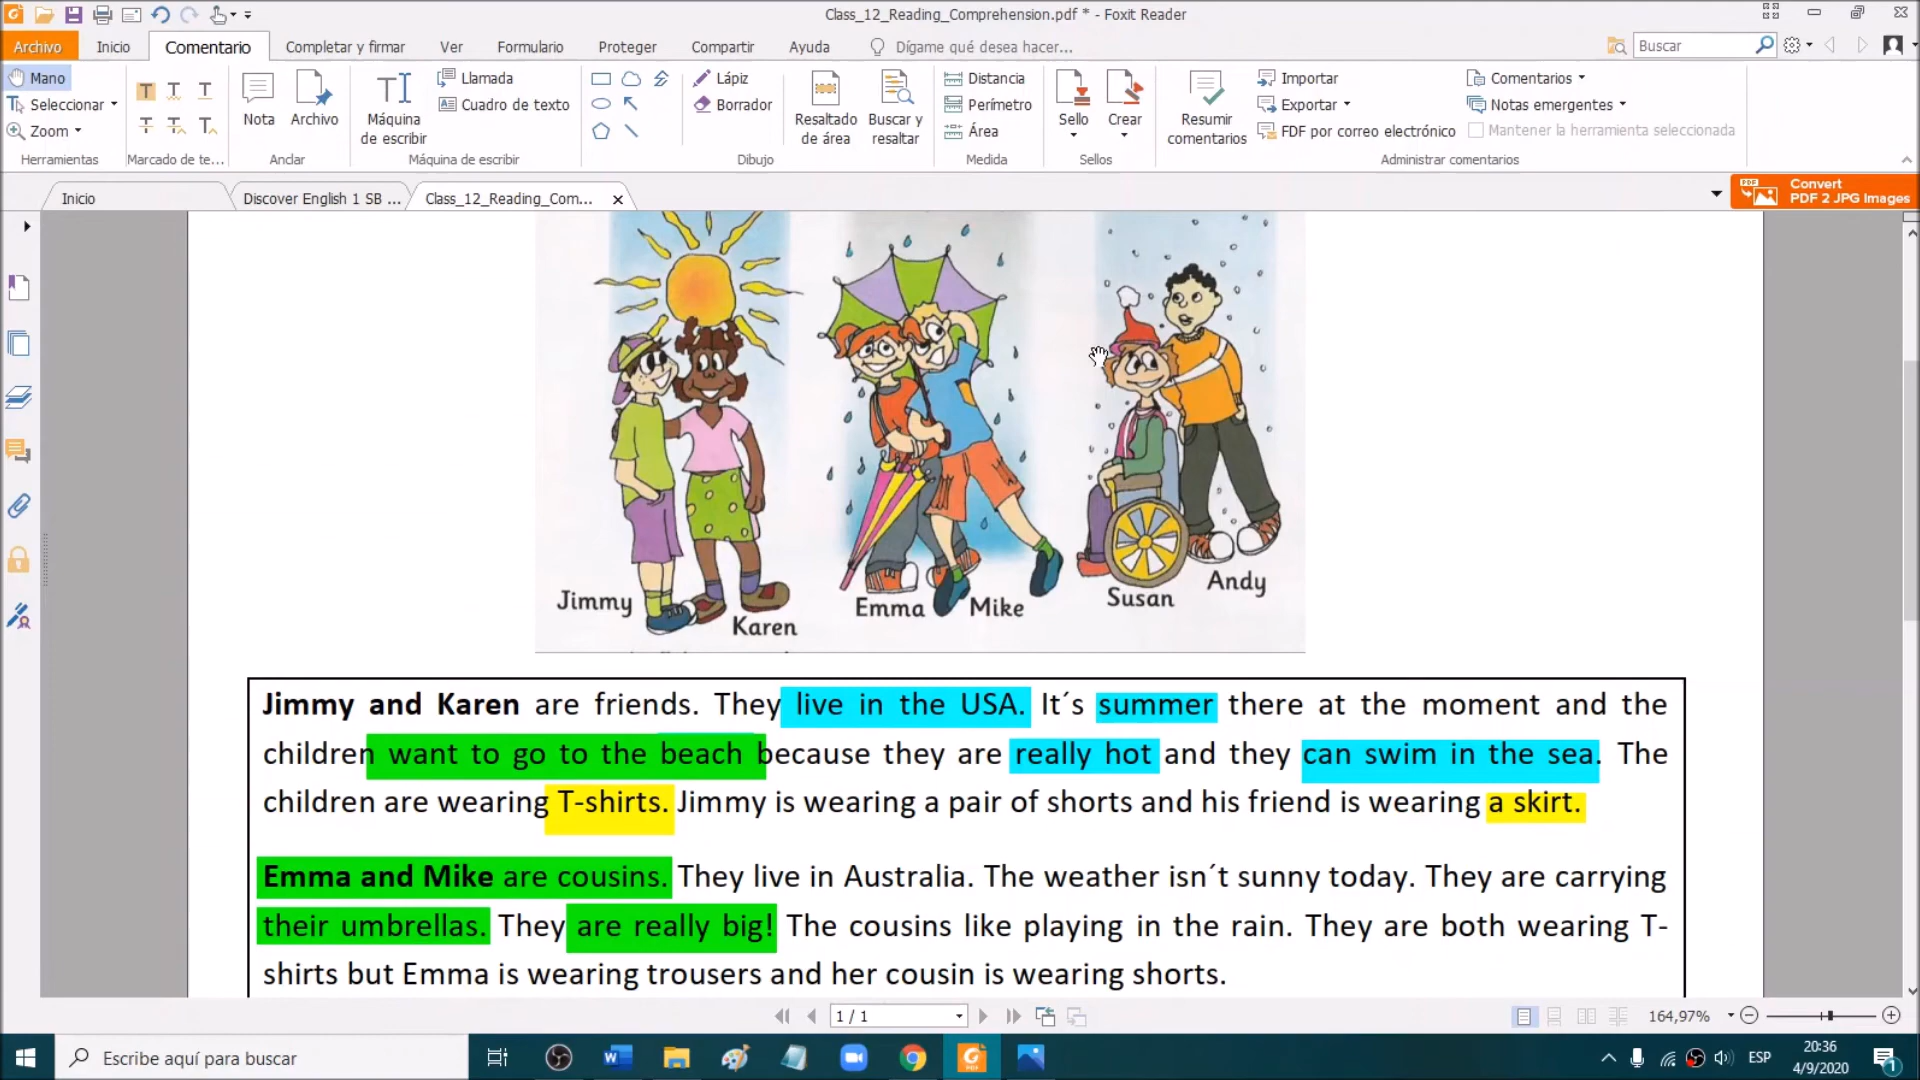 Class_12_Reading_Comprehension.pdf * - Foxit Reader
Archivo Inicio Comentario Completar y firmar Ver Formulario Proteger Compartir Ayuda Dígame qué desea hacer... Buscar
Mano
Seleccionar
Zoom
Herramientas
T T T
T T T
Marcado de te...
Nota Archivo
Anclar
Máquina de escribir
Llamada
Cuadro de texto
Máquina de escribir
Lápiz
Borrador
Resaltado de área
Buscar y resaltar
Dibujo
Distancia
Perímetro
Área
Medida
Sello Crear
Sellos
Resumir comentarios
Importar
Exportar
FDF por correo electrónico
Comentarios
Notas emergentes
Mantener la herramienta seleccionada
Administrar comentarios
Inicio Discover English 1 SB ... Class_12_Reading_Com...
PDF
Convert
PDF 2 JPG Images
Jimmy Karen Emma Mike Susan Andy
Jimmy and Karen are friends. They live in the USA. It´s summer there at the moment and the
children want to go to the beach because they are really hot and they can swim in the sea. The
children are wearing T-shirts. Jimmy is wearing a pair of shorts and his friend is wearing a skirt.
Emma and Mike are cousins. They live in Australia. The weather isn´t sunny today. They are carrying
their umbrellas. They are really big! The cousins like playing in the rain. They are both wearing T-
shirts but Emma is wearing trousers and her cousin is wearing shorts.
1 / 1
164,97%
Escribe aquí para buscar
ESP
20:36
4/9/2020
1